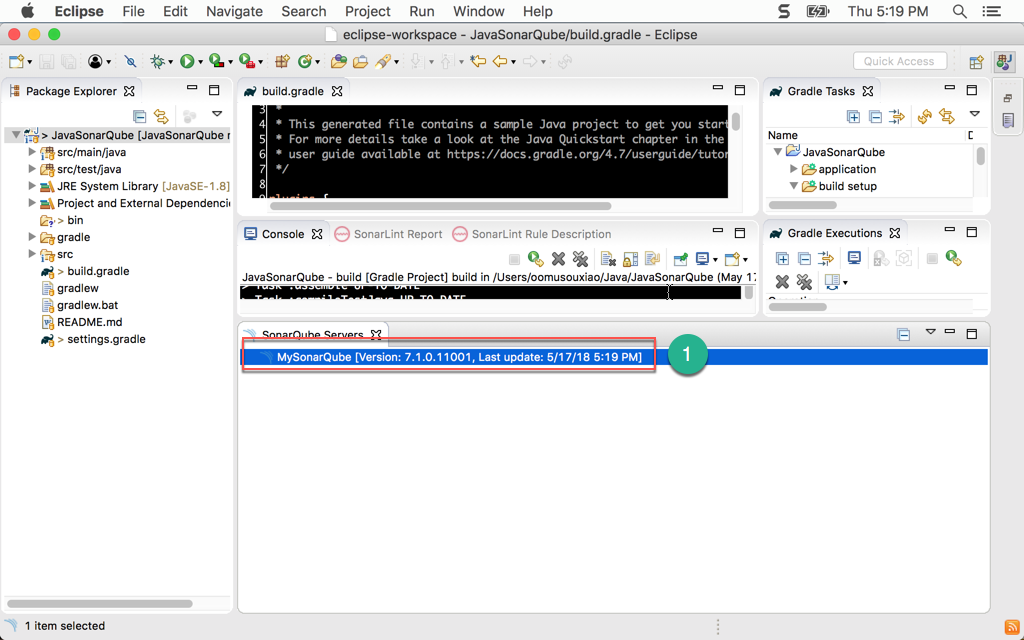 Eclipse File Edit Navigate Search Project Run Window Help Thu 5:19 PM
eclipse-workspace - JavaSonarQube/build.gradle - Eclipse
Quick Access
Package Explorer
> JavaSonarQube [JavaSonarQube r
src/main/java
src/test/java
JRE System Library [JavaSE-1.8]
Project and External Dependencie
> bin
gradle
src
> build.gradle
gradlew
gradlew.bat
README.md
> settings.gradle
build.gradle
3 *
4 * This generated file contains a sample Java project to get you start
5 * For more details take a look at the Java Quickstart chapter in the
6 * user guide available at https://docs.gradle.org/4.7/userguide/tutor
7 */
8
9 plugins {
Gradle Tasks
Name D
JavaSonarQube
application
build setup
Console SonarLint Report SonarLint Rule Description
JavaSonarQube - build [Gradle Project] build in /Users/oomusouxiao/Java/JavaSonarQube (May 17
> Task :assemble UP-TO-DATE
> Task :compileTestJava UP-TO-DATE
Gradle Executions
Operation
SonarQube Servers
MySonarQube [Version: 7.1.0.11001, Last update: 5/17/18 5:19 PM]
1
1 item selected